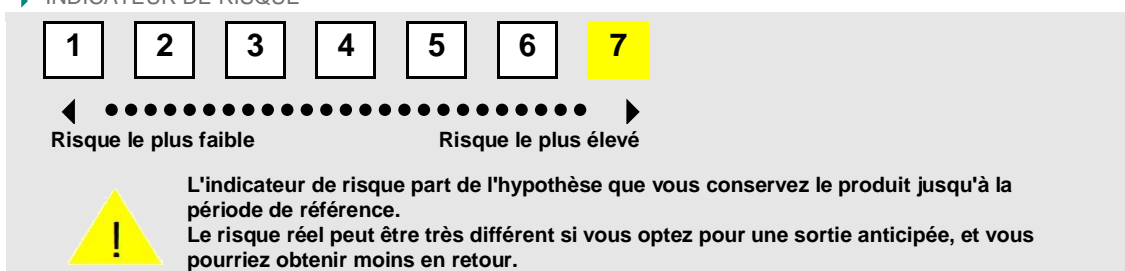 INDICATEUR DE RISQUE
1 2 3 4 5 6 7
Risque le plus faible Risque le plus élevé
L'indicateur de risque part de l'hypothèse que vous conservez le produit jusqu'à la
période de référence.
! Le risque réel peut être très différent si vous optez pour une sortie anticipée, et vous
pourriez obtenir moins en retour.